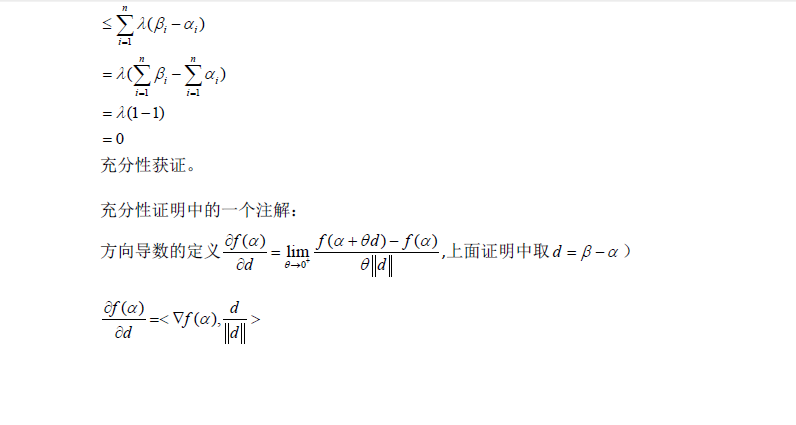 ≤ ∑_{i=1}^{n} λ(β_i − α_i)
= λ(∑_{i=1}^{n} β_i − ∑_{i=1}^{n} α_i)
= λ(1−1)
= 0
充分性获证。
充分性证明中的一个注解：
方向导数的定义 ∂f(α)/∂d = lim_{θ→0⁺} (f(α+θd)−f(α))/(θ‖d‖) ,上面证明中取 d = β − α ）
∂f(α)/∂d =< ∇f(α), d/‖d‖ >